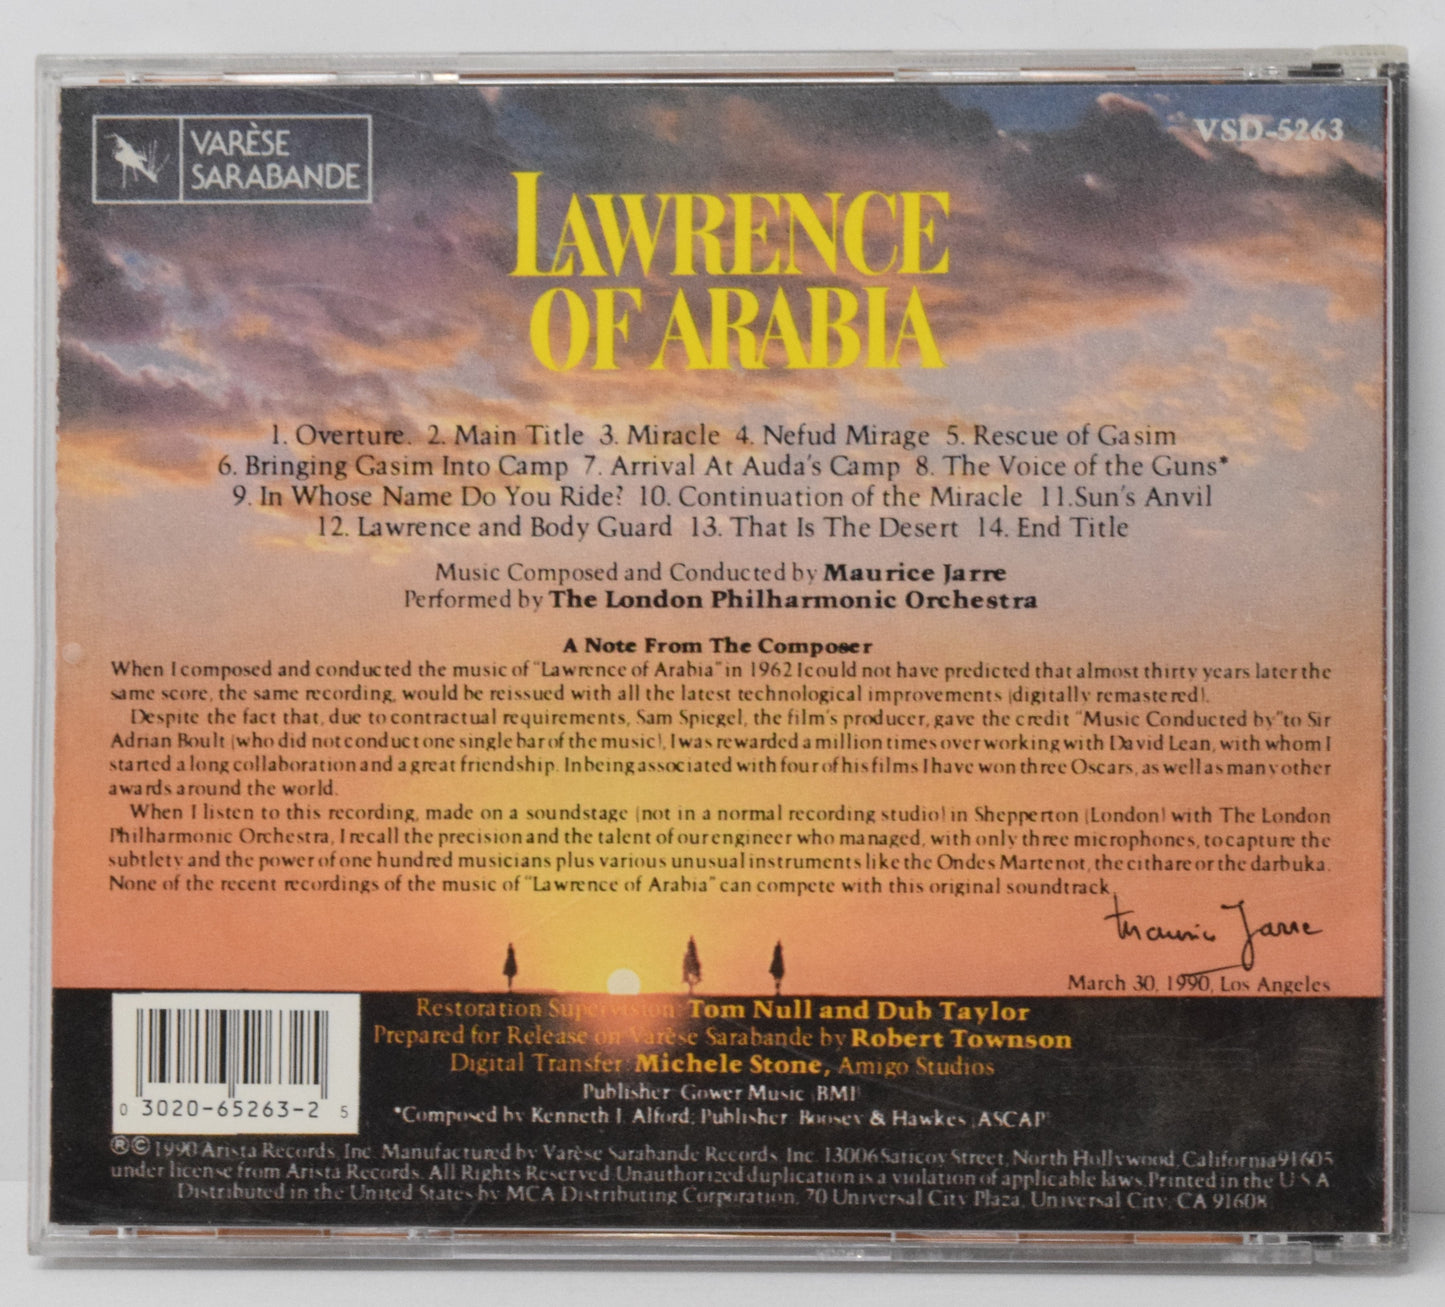 VARÈSE
SARABANDE
VSD-5263
LAWRENCE
OF ARABIA
1. Overture. 2. Main Title 3. Miracle 4. Nefud Mirage 5. Rescue of Gasim
6. Bringing Gasim Into Camp 7. Arrival At Auda's Camp 8. The Voice of the Guns*
9. In Whose Name Do You Ride? 10. Continuation of the Miracle 11.Sun's Anvil
12. Lawrence and Body Guard 13. That Is The Desert 14. End Title
Music Composed and Conducted by Maurice Jarre
Performed by The London Philharmonic Orchestra
A Note From The Composer
When I composed and conducted the music of "Lawrence of Arabia" in 1962 I could not have predicted that almost thirty years later the
same score, the same recording, would be reissued with all the latest technological improvements (digitally remastered).
Despite the fact that, due to contractual requirements, Sam Spiegel, the film's producer, gave the credit "Music Conducted by" to Sir
Adrian Boult (who did not conduct one single bar of the music), I was rewarded a million times over working with David Lean, with whom I
started a long collaboration and a great friendship. In being associated with four of his films I have won three Oscars, as well as many other
awards around the world.
When I listen to this recording, made on a soundstage (not in a normal recording studio) in Shepperton (London) with The London
Philharmonic Orchestra, I recall the precision and the talent of our engineer who managed, with only three microphones, to capture the
subtlety and the power of one hundred musicians plus various unusual instruments like the Ondes Martenot, the cithare or the darbuka.
None of the recent recordings of the music of "Lawrence of Arabia" can compete with this original soundtrack.
Maurice Jarre
March 30, 1990, Los Angeles
Restoration Supervision: Tom Null and Dub Taylor
Prepared for Release on Varèse Sarabande by Robert Townson
Digital Transfer: Michele Stone, Amigo Studios
Publisher: Gower Music (BMI)
*Composed by Kenneth J. Alford; Publisher: Boosey & Hawkes (ASCAP)
0 3020-65263-2 5
®© 1990 Arista Records, Inc. Manufactured by Varèse Sarabande Records, Inc. 13006 Saticoy Street, North Hollywood, California 91605
under license from Arista Records. All Rights Reserved. Unauthorized duplication is a violation of applicable laws. Printed in the U.S.A.
Distributed in the United States by MCA Distributing Corporation, 70 Universal City Plaza, Universal City, CA 91608.